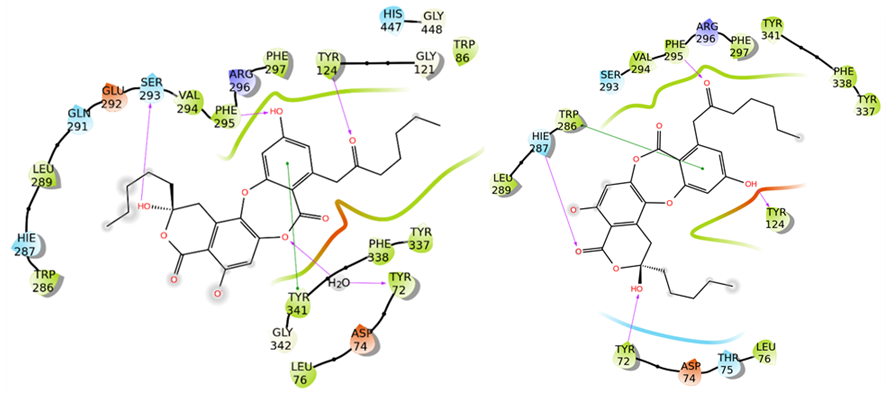 HIS
447
GLY
448
TRP
86
PHE
297
TYR
124
GLY
121
ARG
296
SER
293
GLU
292
VAL
294
PHE
295
GLN
291
LEU
289
HIE
287
TRP
286
HO
O
O
HO
O
O
O
O
O
O
H₂O
PHE
338
TYR
337
TYR
72
TYR
341
GLY
342
ASP
74
LEU
76
ARG
296
TYR
341
PHE
295
PHE
297
VAL
294
SER
293
PHE
338
TYR
337
O
TRP
286
HIE
287
LEU
289
O
O
O
OH
O
O
O
HO
TYR
124
TYR
72
ASP
74
THR
75
LEU
76